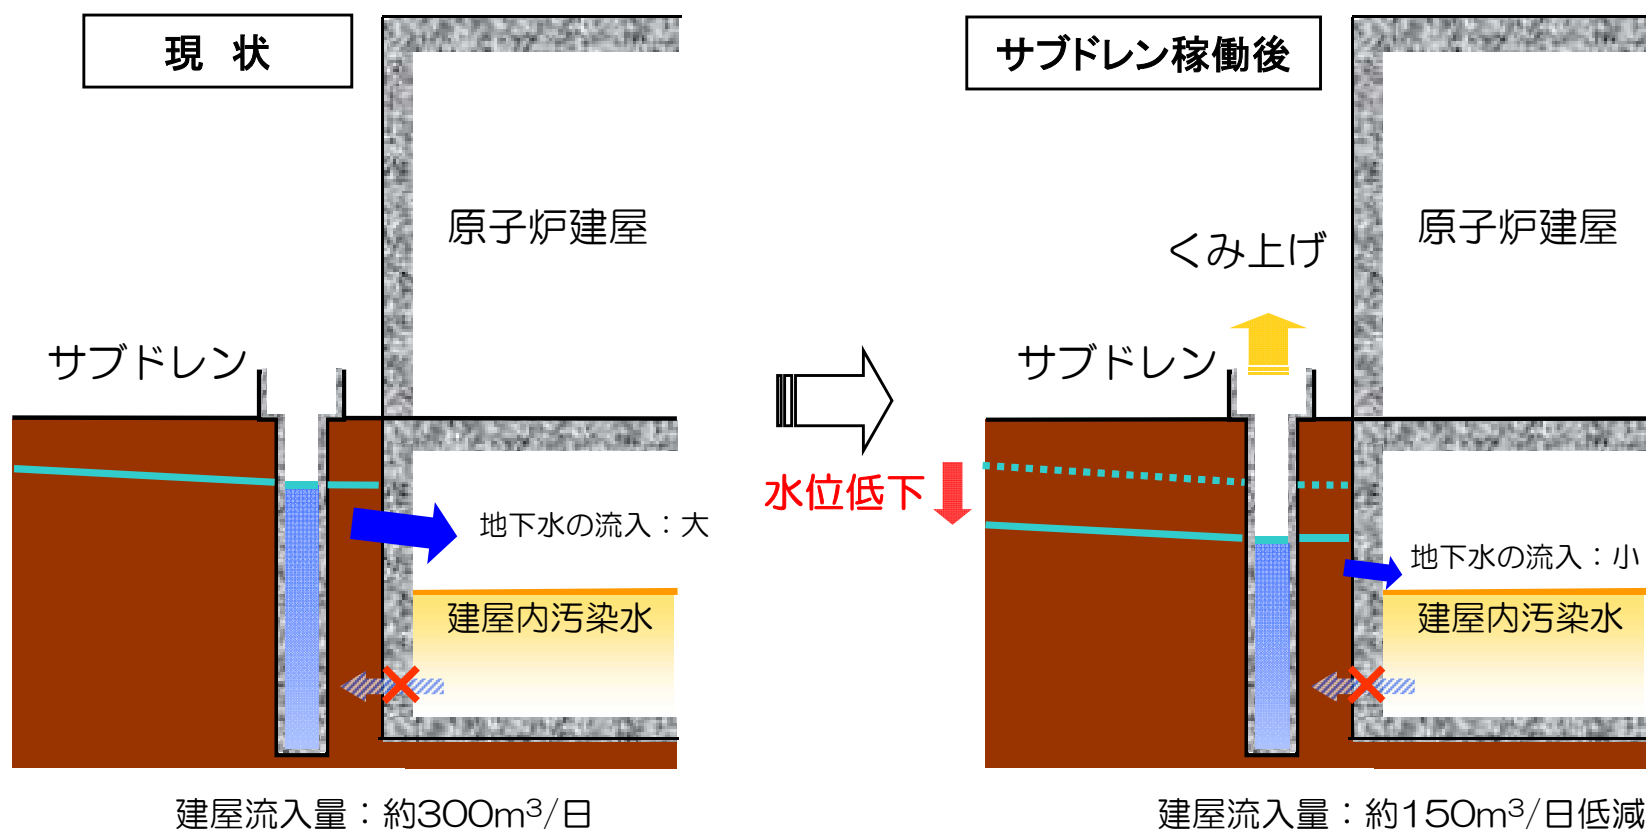 現 状
原子炉建屋
サブドレン
地下水の流入：大
建屋内汚染水
建屋流入量：約300m³/日
サブドレン稼働後
原子炉建屋
くみ上げ
サブドレン
水位低下
地下水の流入：小
建屋内汚染水
建屋流入量：約150m³/日低減